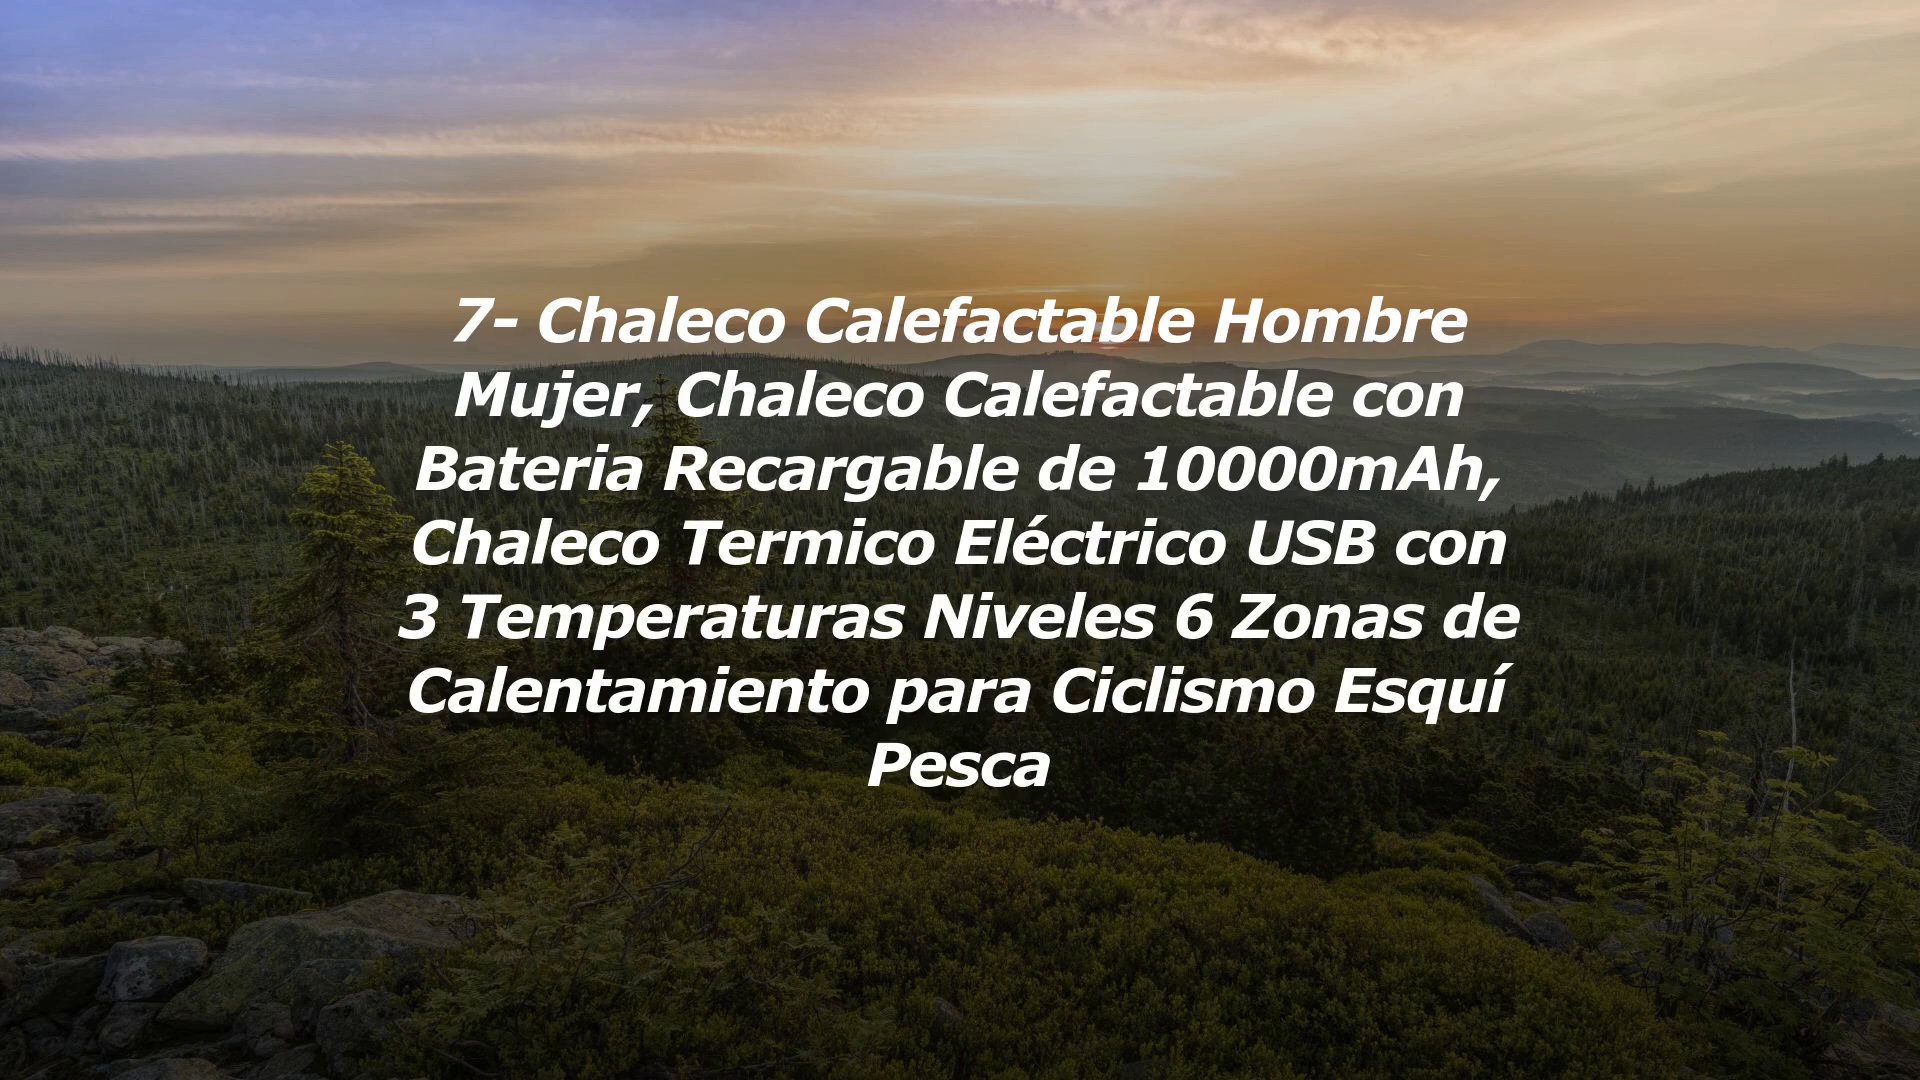 7- Chaleco Calefactable Hombre
Mujer, Chaleco Calefactable con
Bateria Recargable de 10000mAh,
Chaleco Termico Eléctrico USB con
3 Temperaturas Niveles 6 Zonas de
Calentamiento para Ciclismo Esquí
Pesca